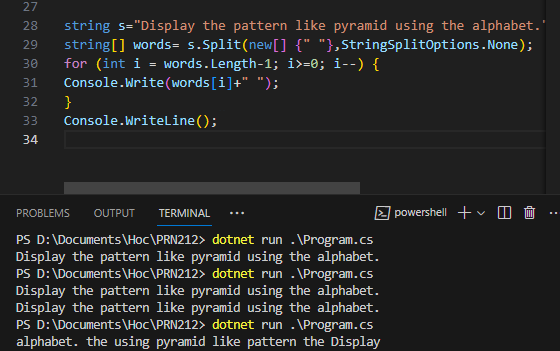 27
28 string s="Display the pattern like pyramid using the alphabet."
29 string[] words= s.Split(new[] {" "},StringSplitOptions.None);
30 for (int i = words.Length-1; i>=0; i--) {
31 Console.Write(words[i]+" ");
32 }
33 Console.WriteLine();
34
PROBLEMS OUTPUT TERMINAL ··· powershell
PS D:\Documents\Hoc\PRN212> dotnet run .\Program.cs
Display the pattern like pyramid using the alphabet.
PS D:\Documents\Hoc\PRN212> dotnet run .\Program.cs
Display the pattern like pyramid using the alphabet.
Display the pattern like pyramid using the alphabet.
PS D:\Documents\Hoc\PRN212> dotnet run .\Program.cs
alphabet. the using pyramid like pattern the Display